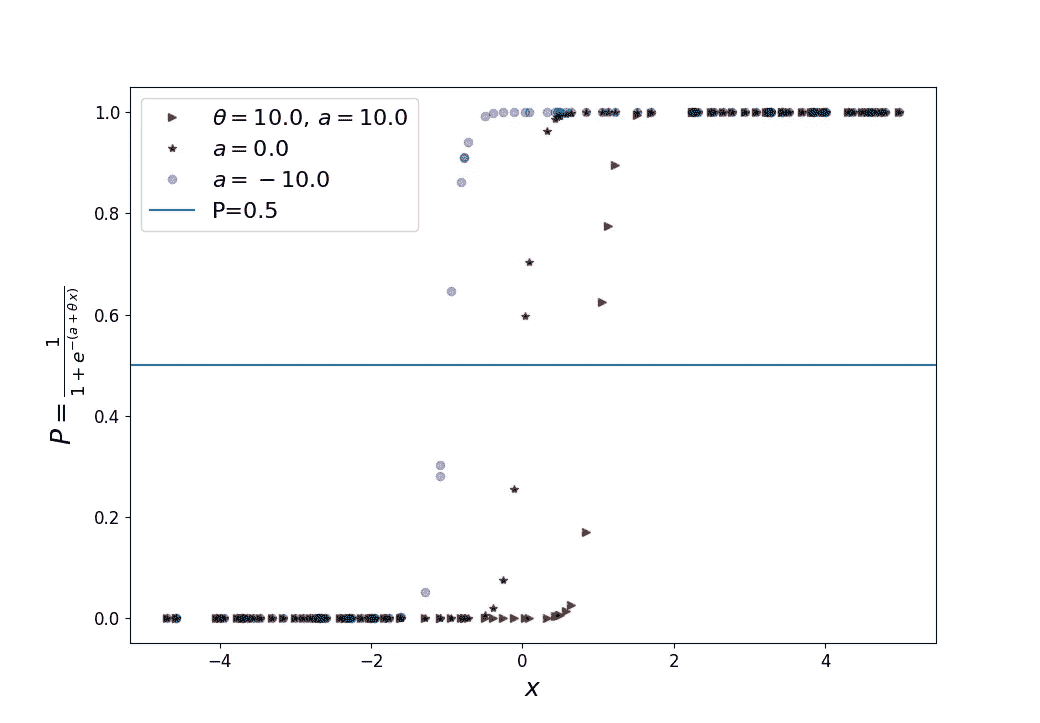 θ = 10.0, a = 10.0
a = 0.0
a = −10.0
P=0.5
1.0
0.8
0.6
0.4
0.2
0.0
P = 1 / 1 + e^−(a + θ x)
−4
−2
0
2
4
x